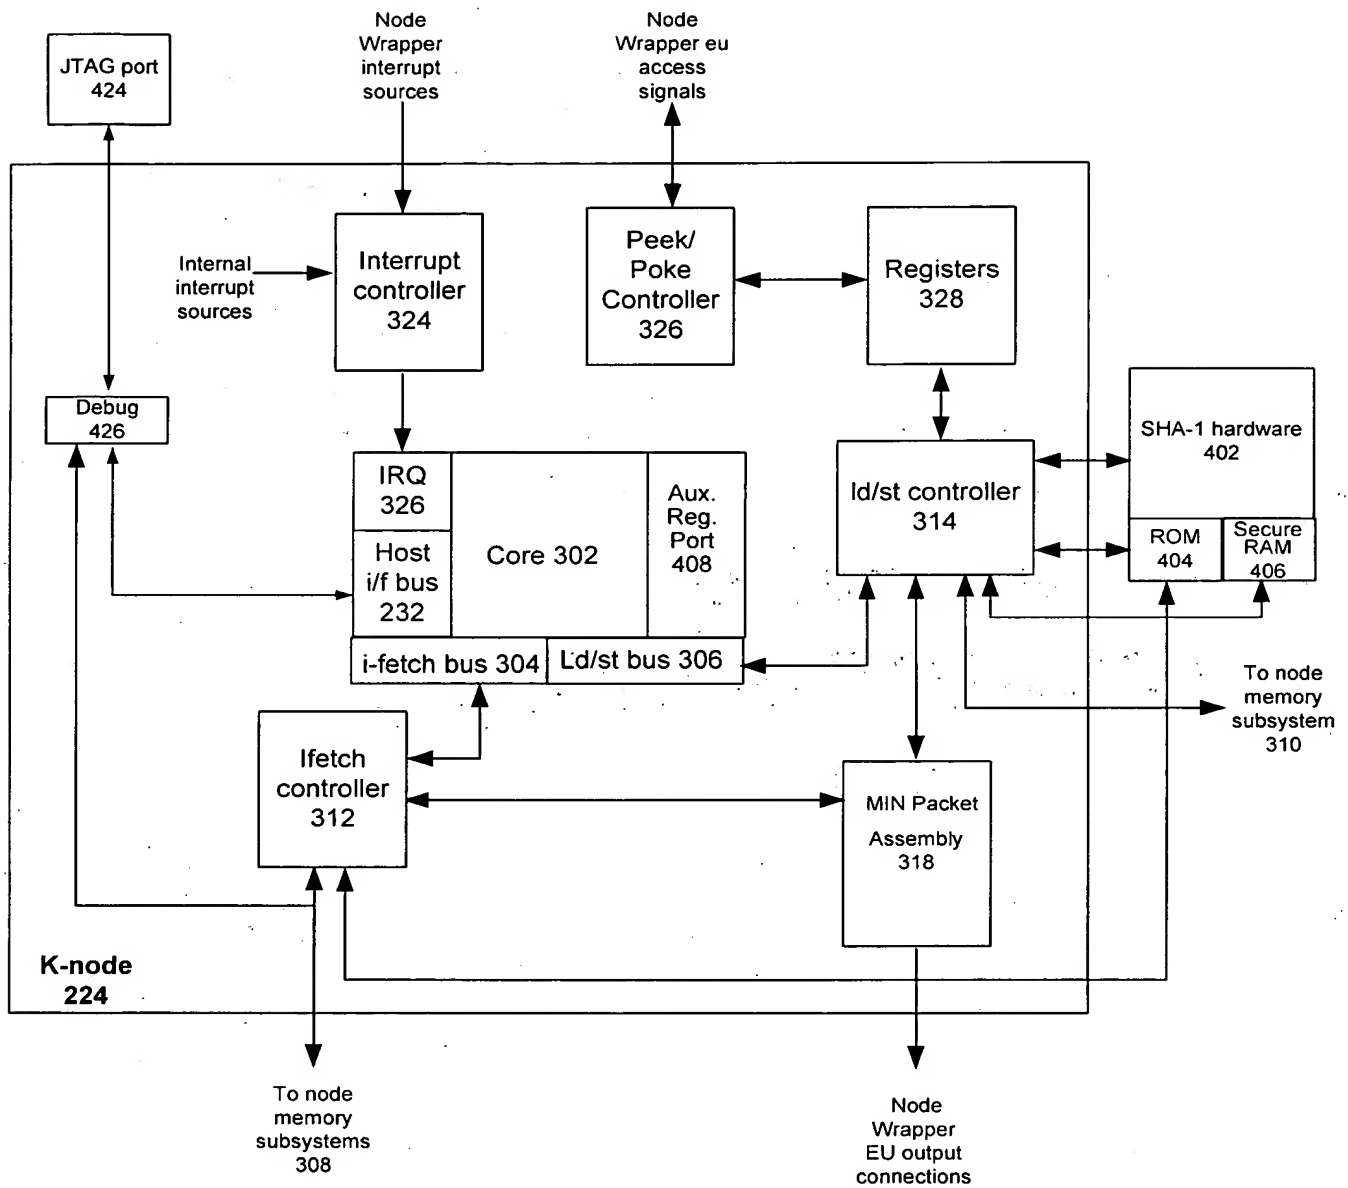 Node
Wrapper
interrupt
sources
Node
Wrapper eu
access
signals
JTAG port
424
Internal
interrupt
sources
Interrupt
controller
324
Peek/
Poke
Controller
326
Registers
328
Debug
426
SHA-1 hardware
402
IRQ
326
Host
i/f bus
232
Core 302
Aux.
Reg.
Port
408
ld/st controller
314
ROM
404
Secure
RAM
406
i-fetch bus 304
Ld/st bus 306
To node
memory
subsystem
310
Ifetch
controller
312
MIN Packet
Assembly
318
K-node
224
To node
memory
subsystems
308
Node
Wrapper
EU output
connections